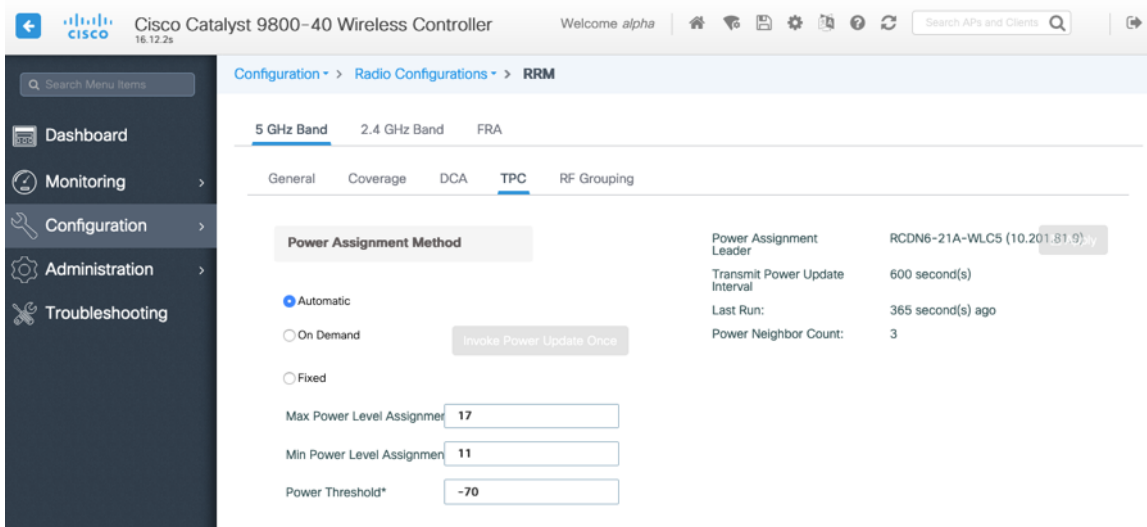 CISCO
Cisco Catalyst 9800-40 Wireless Controller
16.12.2s
Welcome alpha
Search APs and Clients
Search Menu Items
Dashboard
Monitoring
Configuration
Administration
Troubleshooting
Configuration > Radio Configurations > RRM
5 GHz Band 2.4 GHz Band FRA
General Coverage DCA TPC RF Grouping
Power Assignment Method
Automatic
On Demand Invoke Power Update Once
Fixed
Max Power Level Assignmer 17
Min Power Level Assignmen 11
Power Threshold* -70
Power Assignment
Leader RCDN6-21A-WLC5 (10.201.81.9)
Apply
Transmit Power Update
Interval 600 second(s)
Last Run: 365 second(s) ago
Power Neighbor Count: 3